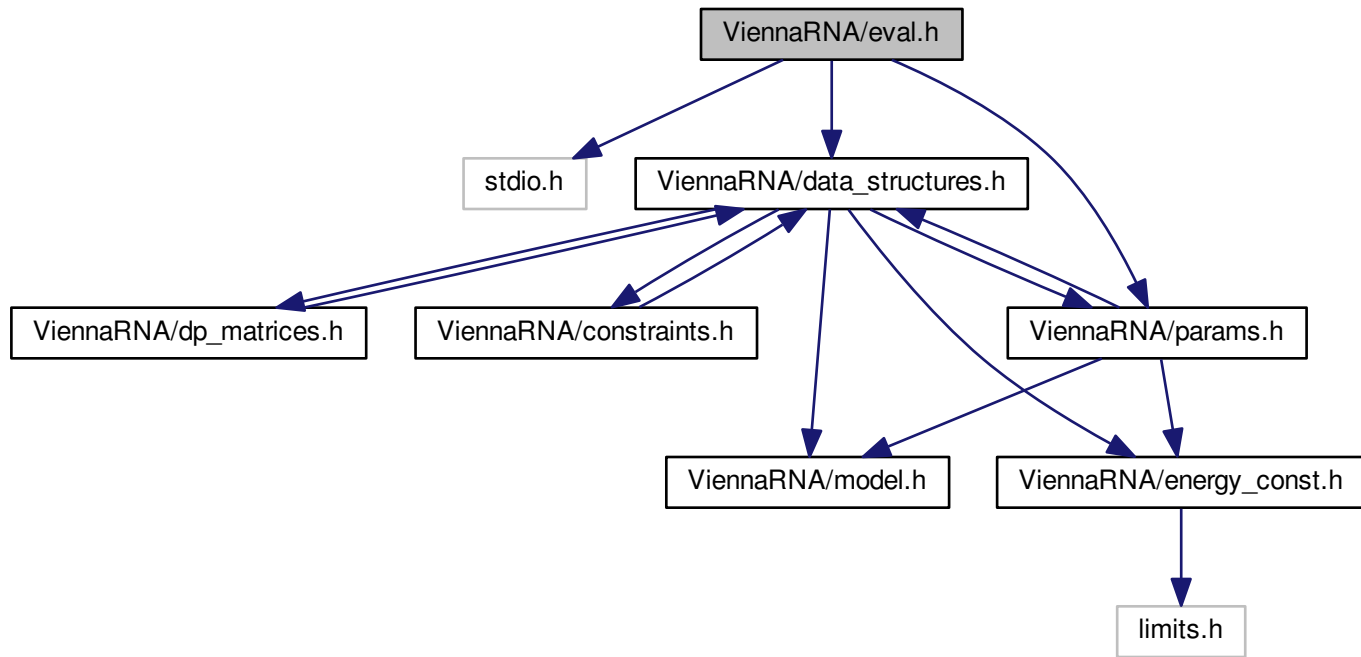 ViennaRNA/eval.h
stdio.h
ViennaRNA/data_structures.h
ViennaRNA/dp_matrices.h
ViennaRNA/constraints.h
ViennaRNA/params.h
ViennaRNA/model.h
ViennaRNA/energy_const.h
limits.h